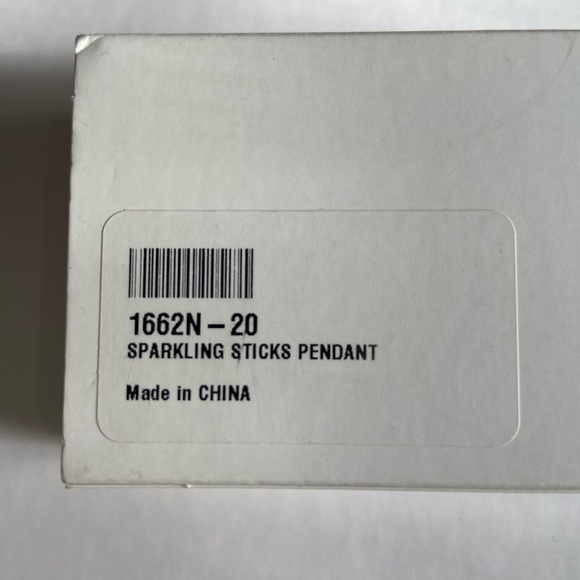 1662N-20
SPARKLING STICKS PENDANT
Made in CHINA